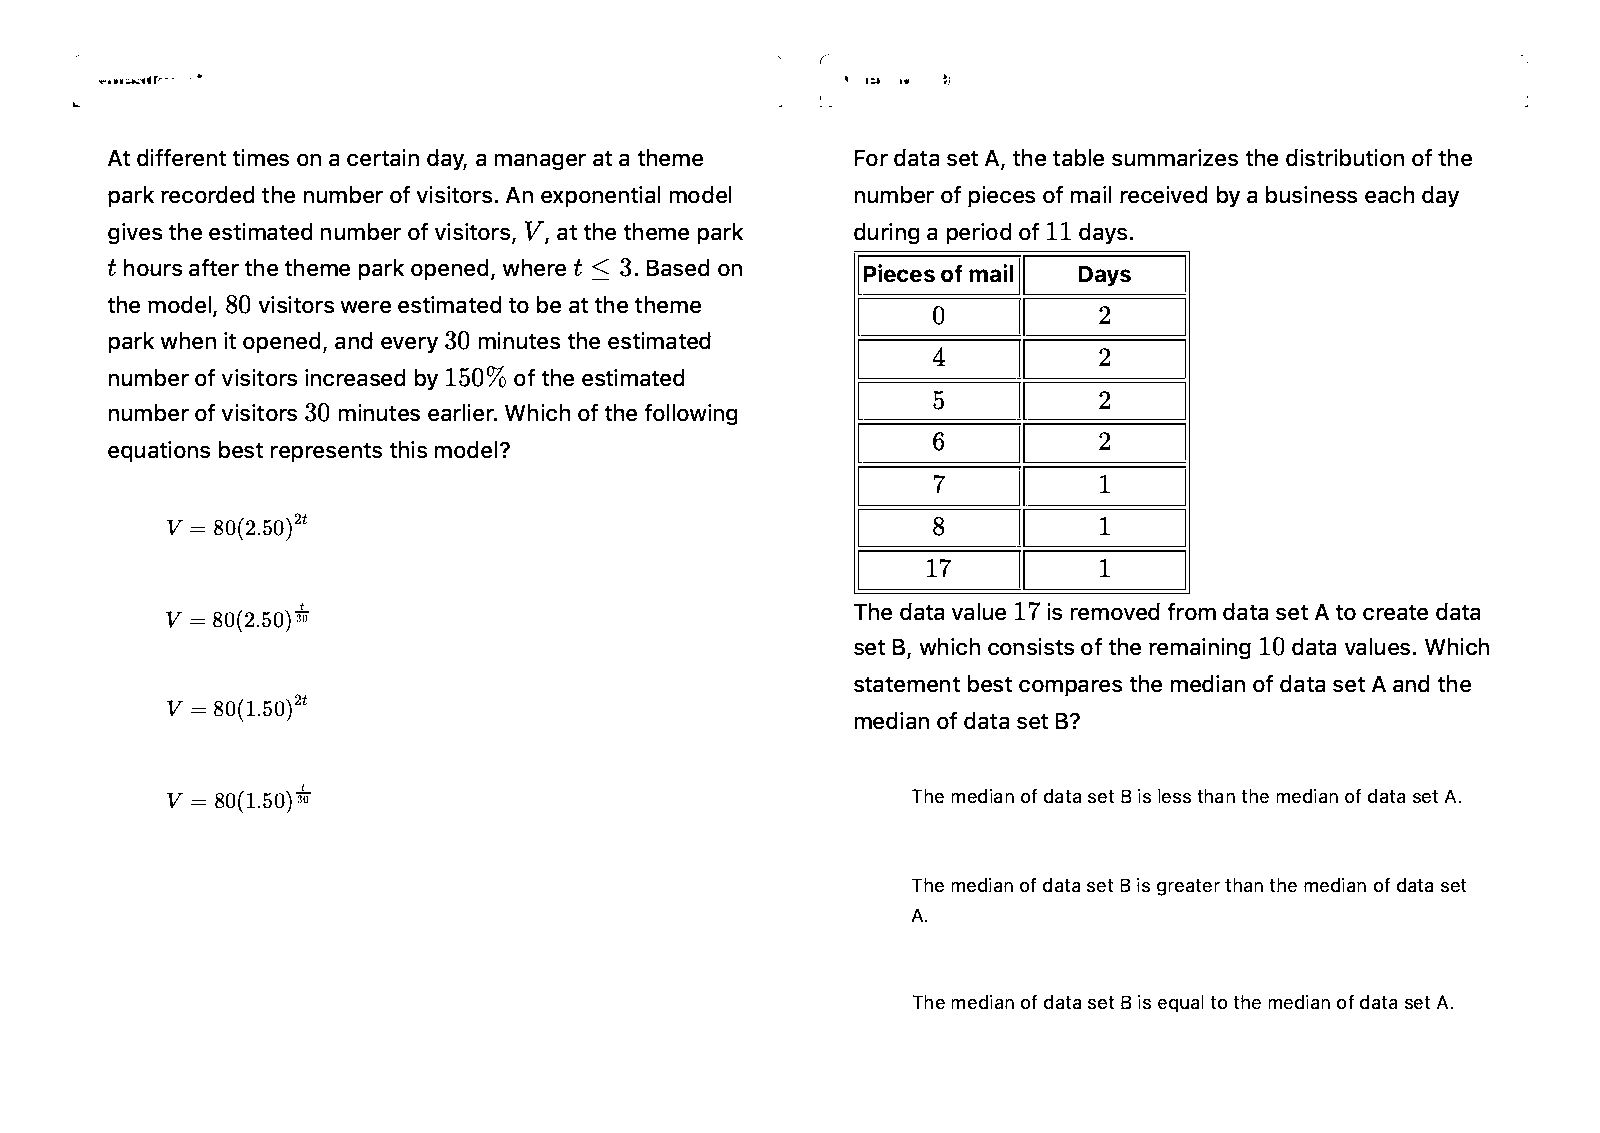 At different times on a certain day, a manager at a theme
park recorded the number of visitors. An exponential model
gives the estimated number of visitors, V, at the theme park
t hours after the theme park opened, where t ≤ 3. Based on
the model, 80 visitors were estimated to be at the theme
park when it opened, and every 30 minutes the estimated
number of visitors increased by 150% of the estimated
number of visitors 30 minutes earlier. Which of the following
equations best represents this model?
V = 80(2.50)^{2t}
V = 80(2.50)^{\frac{t}{30}}
V = 80(1.50)^{2t}
V = 80(1.50)^{\frac{t}{30}}
For data set A, the table summarizes the distribution of the
number of pieces of mail received by a business each day
during a period of 11 days.
Pieces of mail Days
0 2
4 2
5 2
6 2
7 1
8 1
17 1
The data value 17 is removed from data set A to create data
set B, which consists of the remaining 10 data values. Which
statement best compares the median of data set A and the
median of data set B?
The median of data set B is less than the median of data set A.
The median of data set B is greater than the median of data set
A.
The median of data set B is equal to the median of data set A.